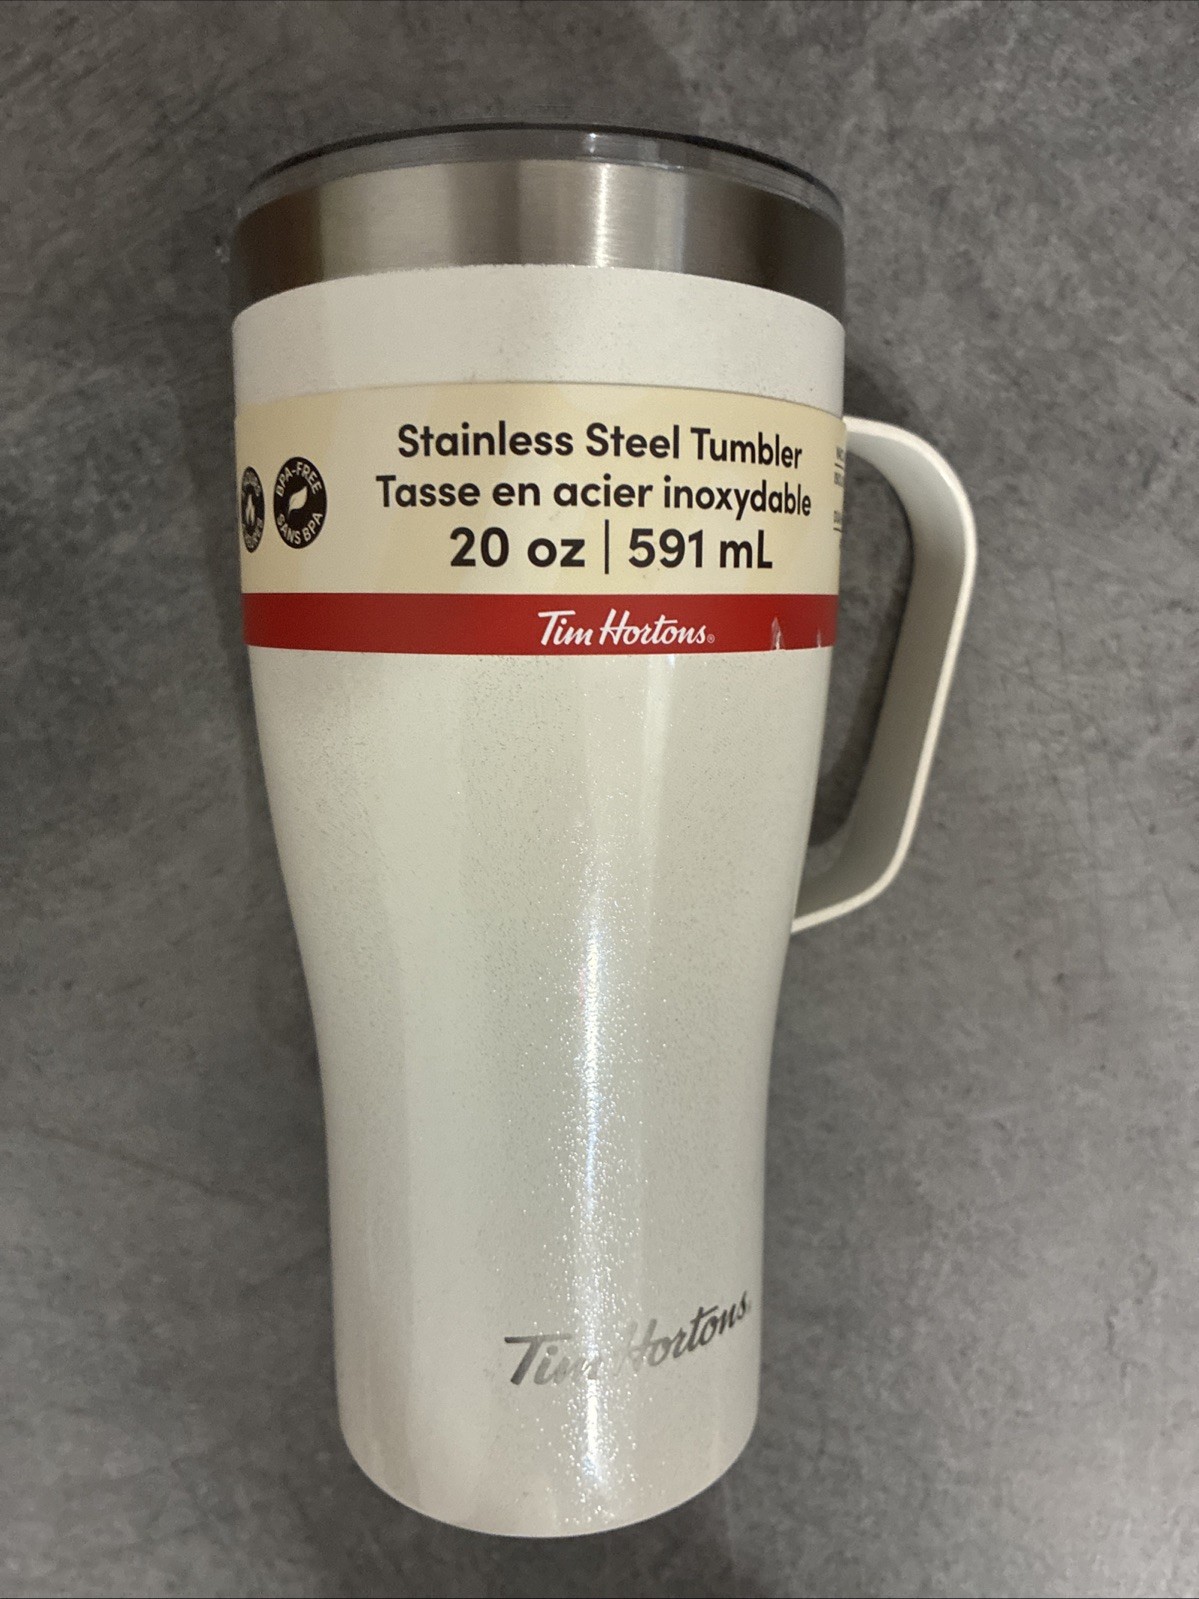 Stainless Steel Tumbler
Tasse en acier inoxydable
20 oz | 591 mL
BPA-FREE
SANS BPA
Tim Hortons®
Tim Hortons